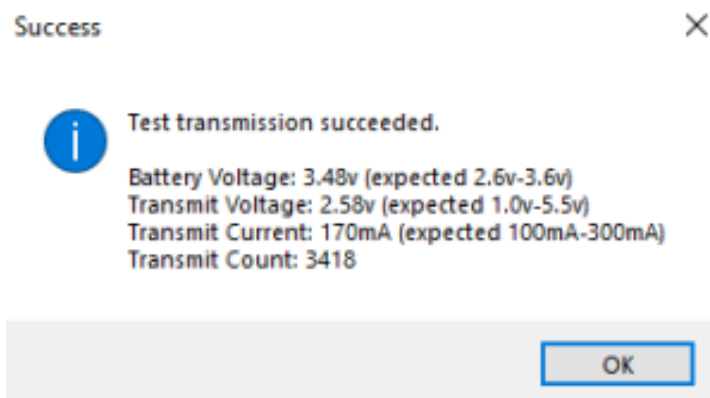 Success
Test transmission succeeded.
Battery Voltage: 3.48v (expected 2.6v-3.6v)
Transmit Voltage: 2.58v (expected 1.0v-5.5v)
Transmit Current: 170mA (expected 100mA-300mA)
Transmit Count: 3418
OK